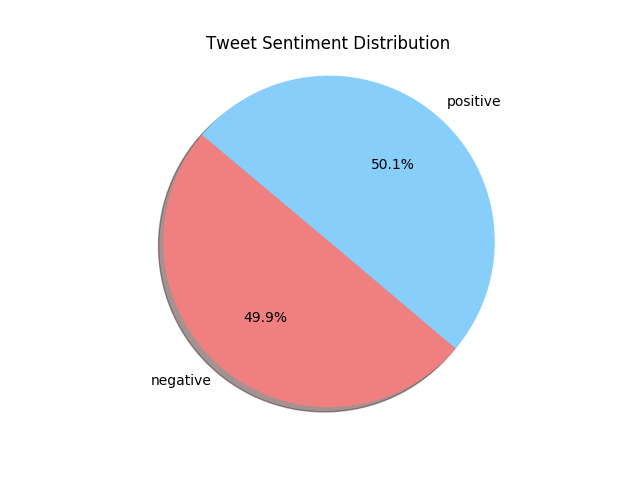 Tweet Sentiment Distribution
positive
50.1%
49.9%
negative